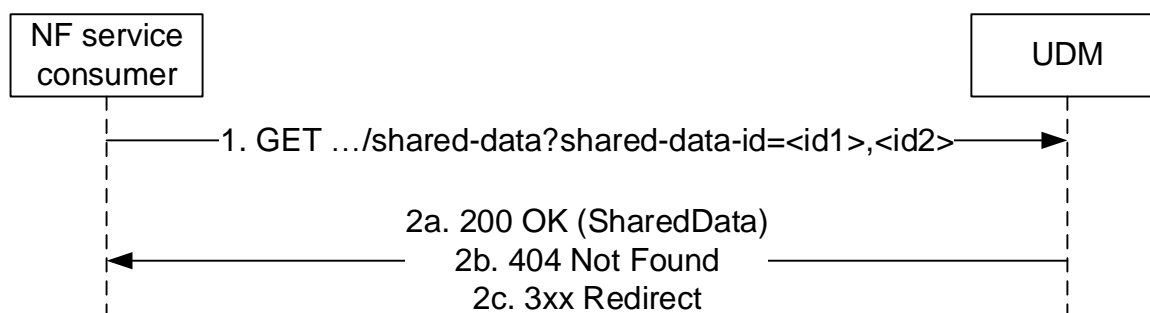 NF service
consumer
UDM
1. GET …/shared-data?shared-data-id=<id1>,<id2>
2a. 200 OK (SharedData)
2b. 404 Not Found
2c. 3xx Redirect